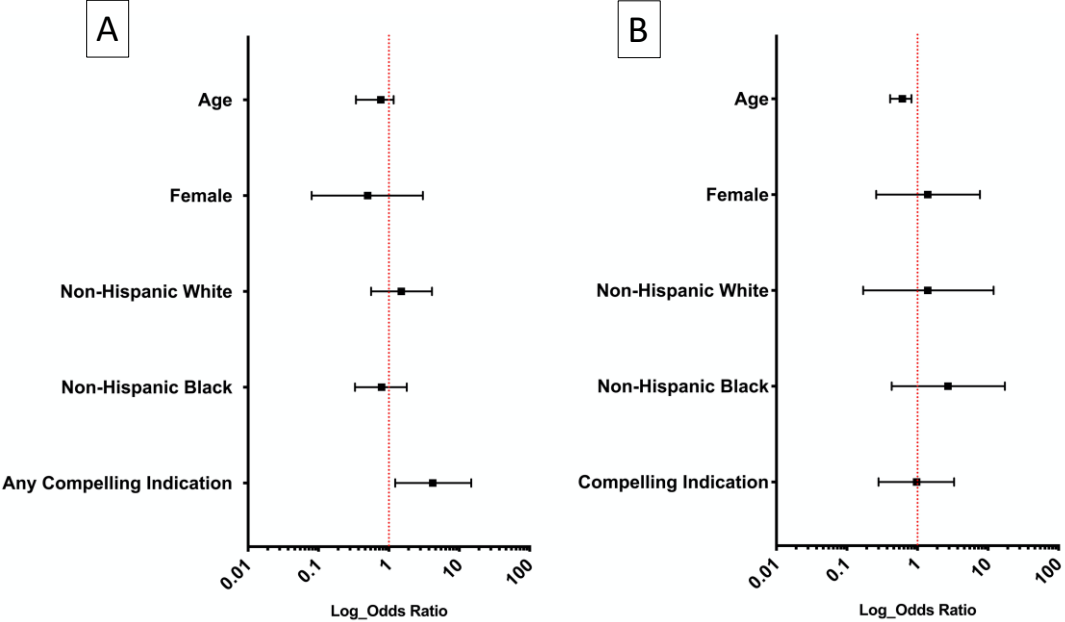 A
Age
Female
Non-Hispanic White
Non-Hispanic Black
Any Compelling Indication
0.01 0.1 1 10 100
Log_Odds Ratio
B
Age
Female
Non-Hispanic White
Non-Hispanic Black
Compelling Indication
0.01 0.1 1 10 100
Log_Odds Ratio